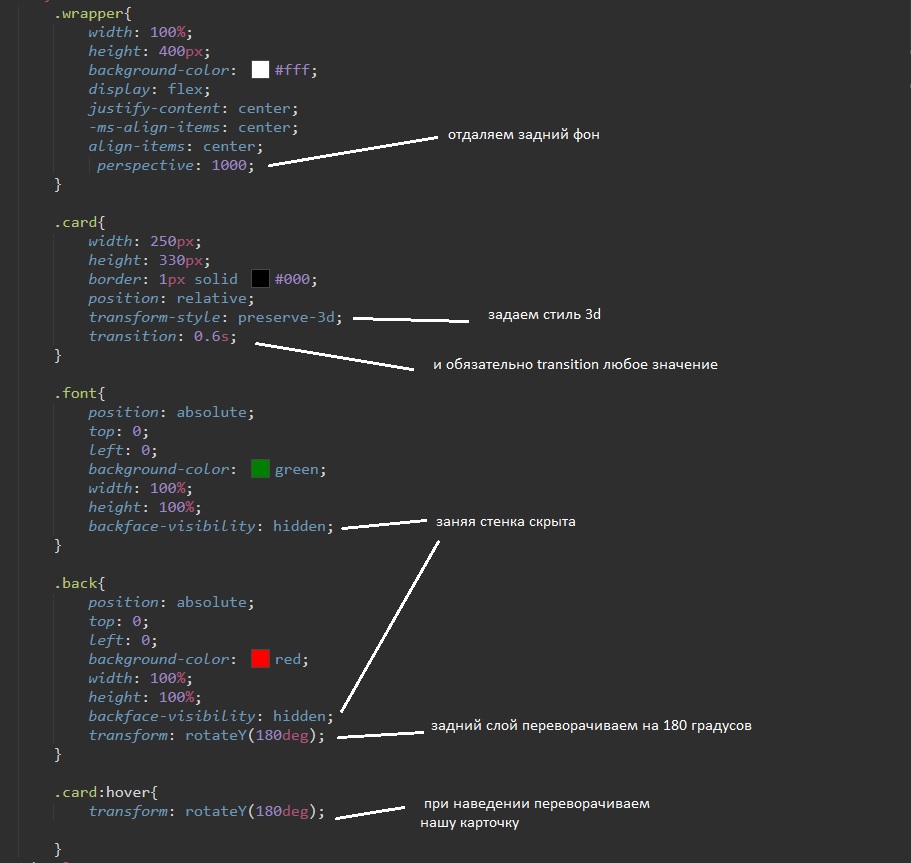 .wrapper{
width: 100%;
height: 400px;
background-color: #fff;
display: flex;
justify-content: center;
-ms-align-items: center;
align-items: center;
perspective: 1000;
отдаляем задний фон
}
.card{
width: 250px;
height: 330px;
border: 1px solid #000;
position: relative;
transform-style: preserve-3d;
задаем стиль 3d
transition: 0.6s;
и обязательно transition любое значение
}
.font{
position: absolute;
top: 0;
left: 0;
background-color: green;
width: 100%;
height: 100%;
backface-visibility: hidden;
заняя стенка скрыта
}
.back{
position: absolute;
top: 0;
left: 0;
background-color: red;
width: 100%;
height: 100%;
backface-visibility: hidden;
transform: rotateY(180deg);
задний слой переворачиваем на 180 градусов
}
.card:hover{
transform: rotateY(180deg);
при наведении переворачиваем
нашу карточку
}